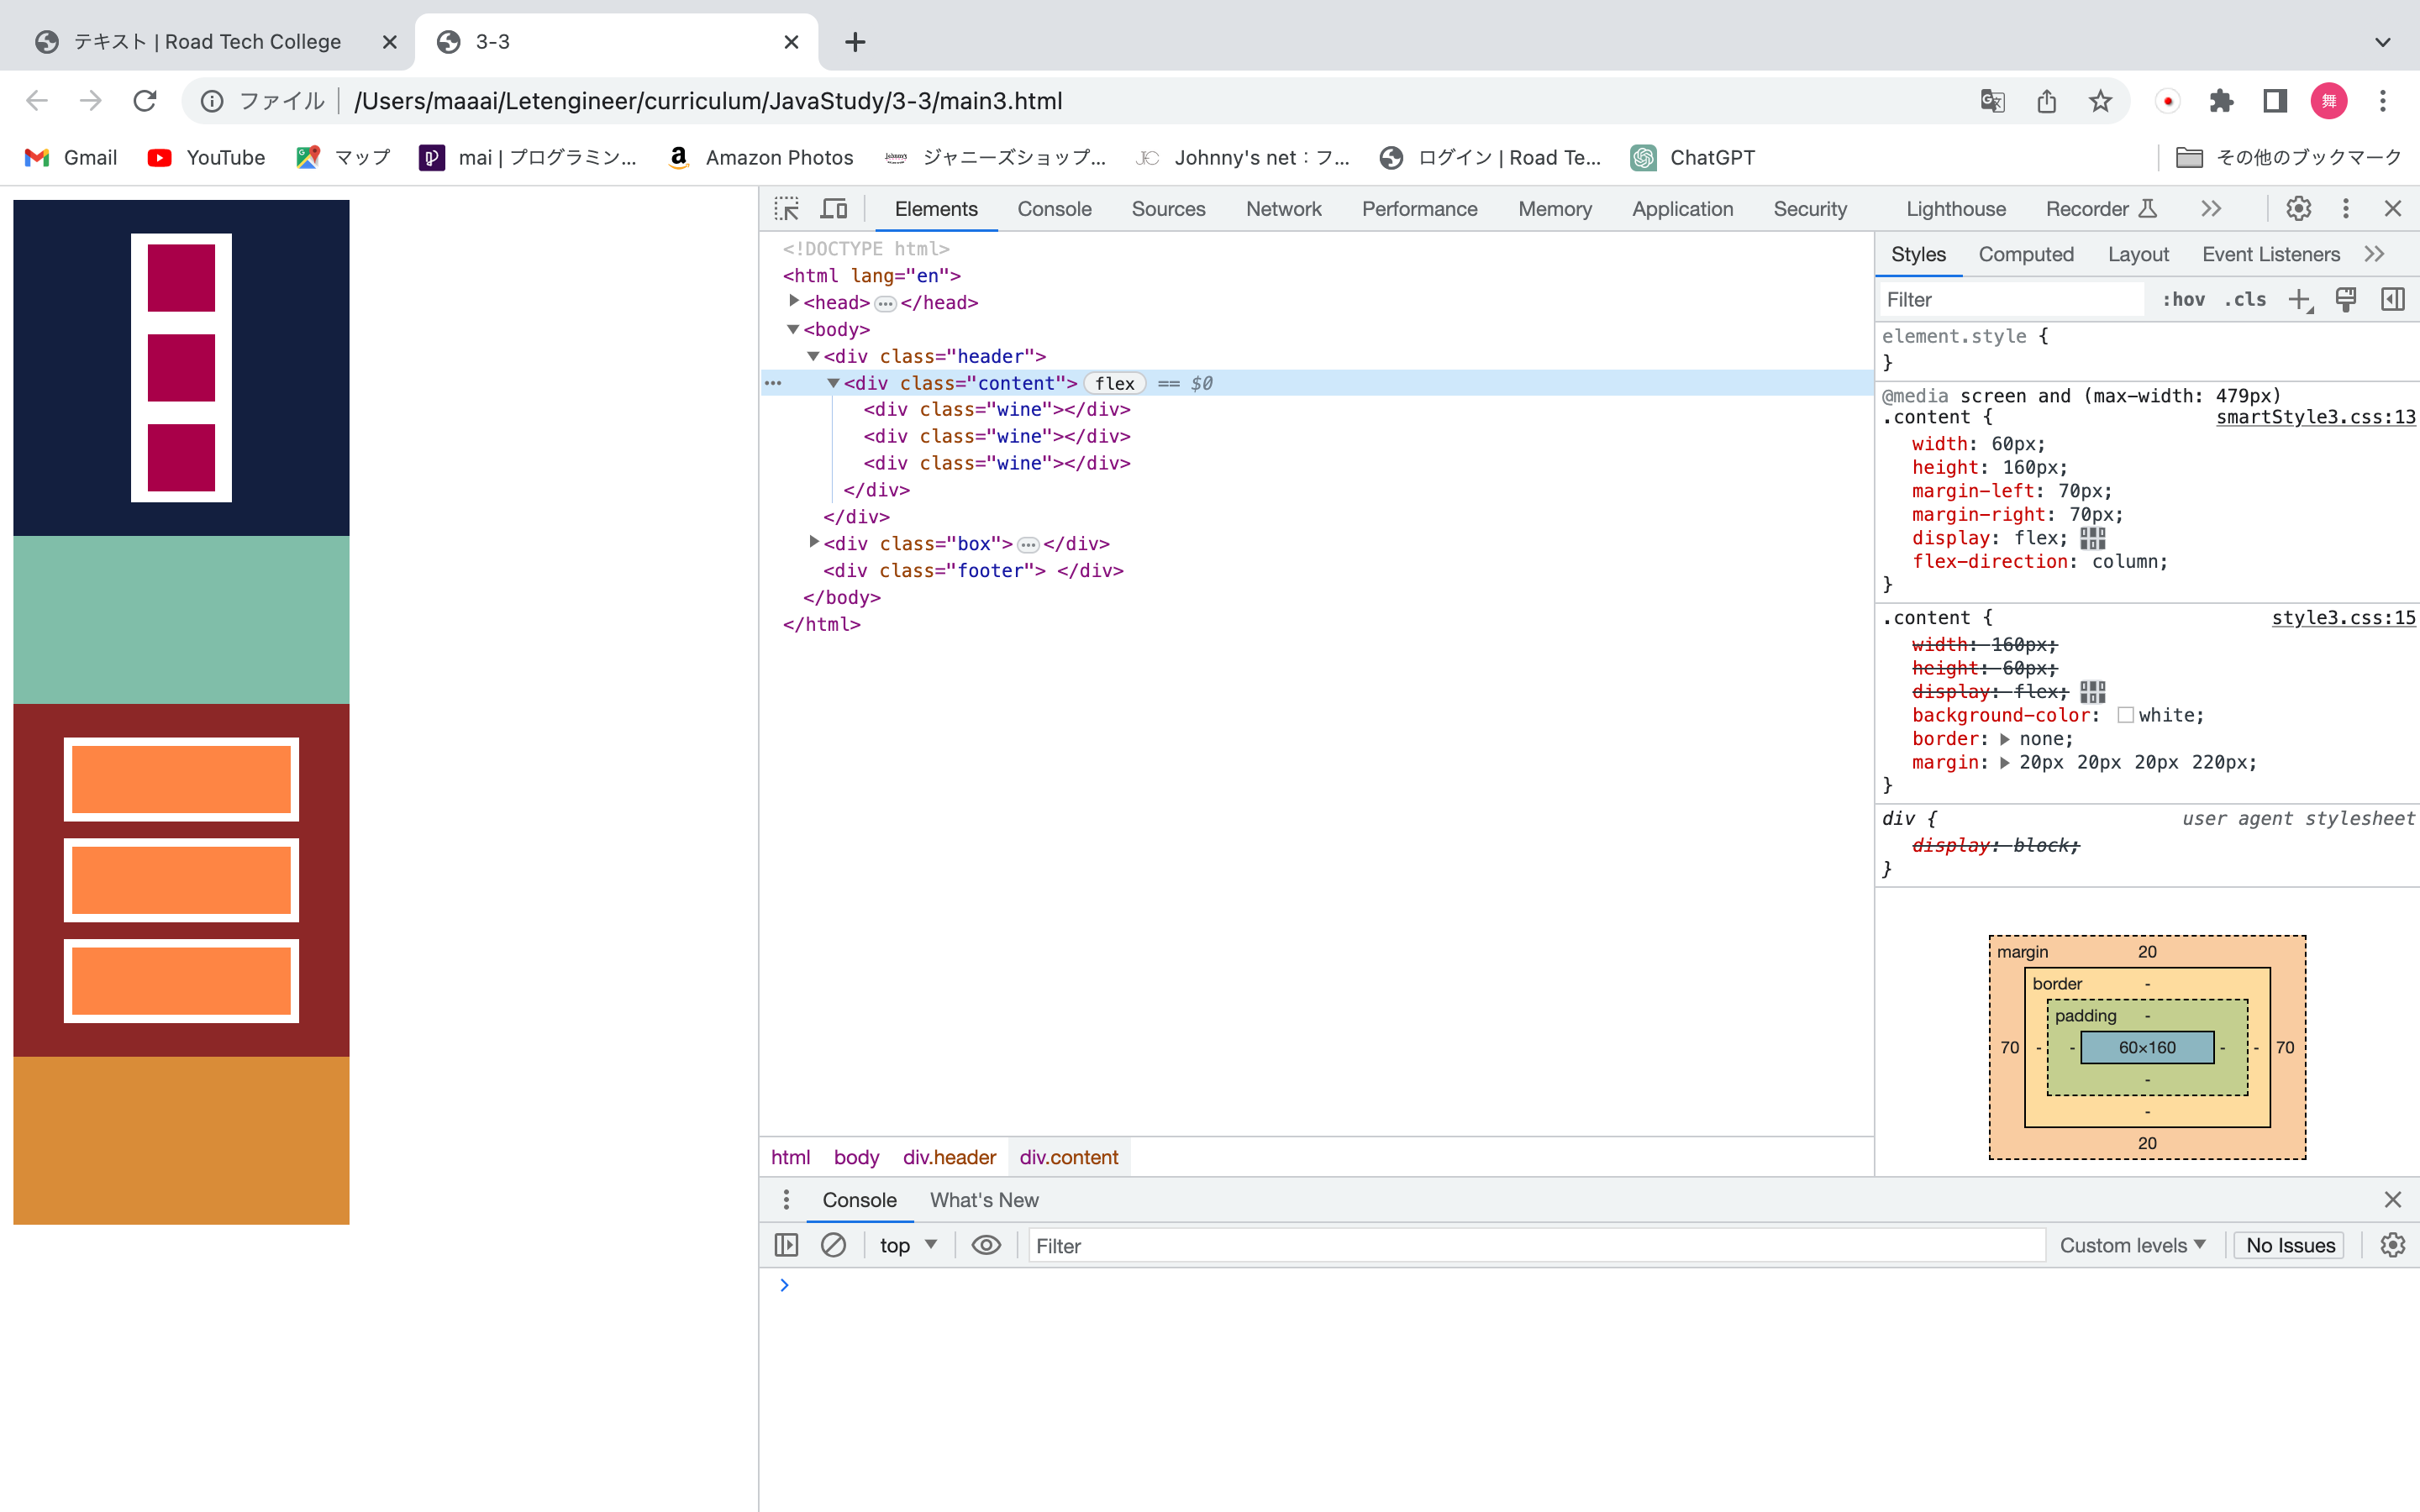 テキスト | Road Tech College
3-3
ファイル
/Users/maaai/Letengineer/curriculum/JavaStudy/3-3/main3.html
舞
Gmail
YouTube
マップ
mai | プログラミン...
Amazon Photos
ジャニーズショップ...
Johnny's net：フ...
ログイン | Road Te...
ChatGPT
その他のブックマーク
Elements
Console
Sources
Network
Performance
Memory
Application
Security
Lighthouse
Recorder
<!DOCTYPE html>
<html lang="en">
<head>…</head>
<body>
<div class="header">
<div class="content"> flex == $0
<div class="wine"></div>
<div class="wine"></div>
<div class="wine"></div>
</div>
</div>
<div class="box">…</div>
<div class="footer"> </div>
</body>
</html>
html
body
div.header
div.content
Styles
Computed
Layout
Event Listeners
Filter
:hov
.cls
element.style {
}
@media screen and (max-width: 479px)
.content {
smartStyle3.css:13
width: 60px;
height: 160px;
margin-left: 70px;
margin-right: 70px;
display: flex;
flex-direction: column;
}
.content {
style3.css:15
width: 160px;
height: 60px;
display: flex;
background-color: white;
border: none;
margin: 20px 20px 20px 220px;
}
div {
user agent stylesheet
display: block;
}
margin
20
border
-
padding
-
70
-
-
60×160
-
-
70
-
-
20
Console
What's New
top
Filter
Custom levels
No Issues